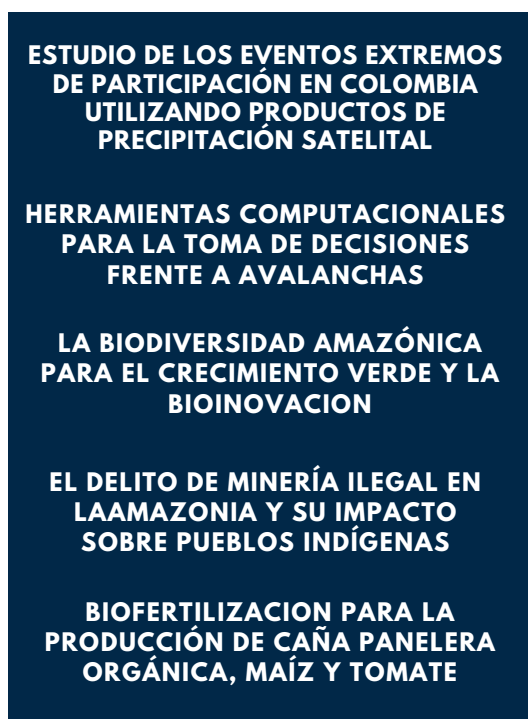 ESTUDIO DE LOS EVENTOS EXTREMOS
DE PARTICIPACIÓN EN COLOMBIA
UTILIZANDO PRODUCTOS DE
PRECIPITACIÓN SATELITAL
HERRAMIENTAS COMPUTACIONALES
PARA LA TOMA DE DECISIONES
FRENTE A AVALANCHAS
LA BIODIVERSIDAD AMAZÓNICA
PARA EL CRECIMIENTO VERDE Y LA
BIOINOVACION
EL DELITO DE MINERÍA ILEGAL EN
LAAMAZONIA Y SU IMPACTO
SOBRE PUEBLOS INDÍGENAS
BIOFERTILIZACION PARA LA
PRODUCCIÓN DE CAÑA PANELERA
ORGÁNICA, MAÍZ Y TOMATE